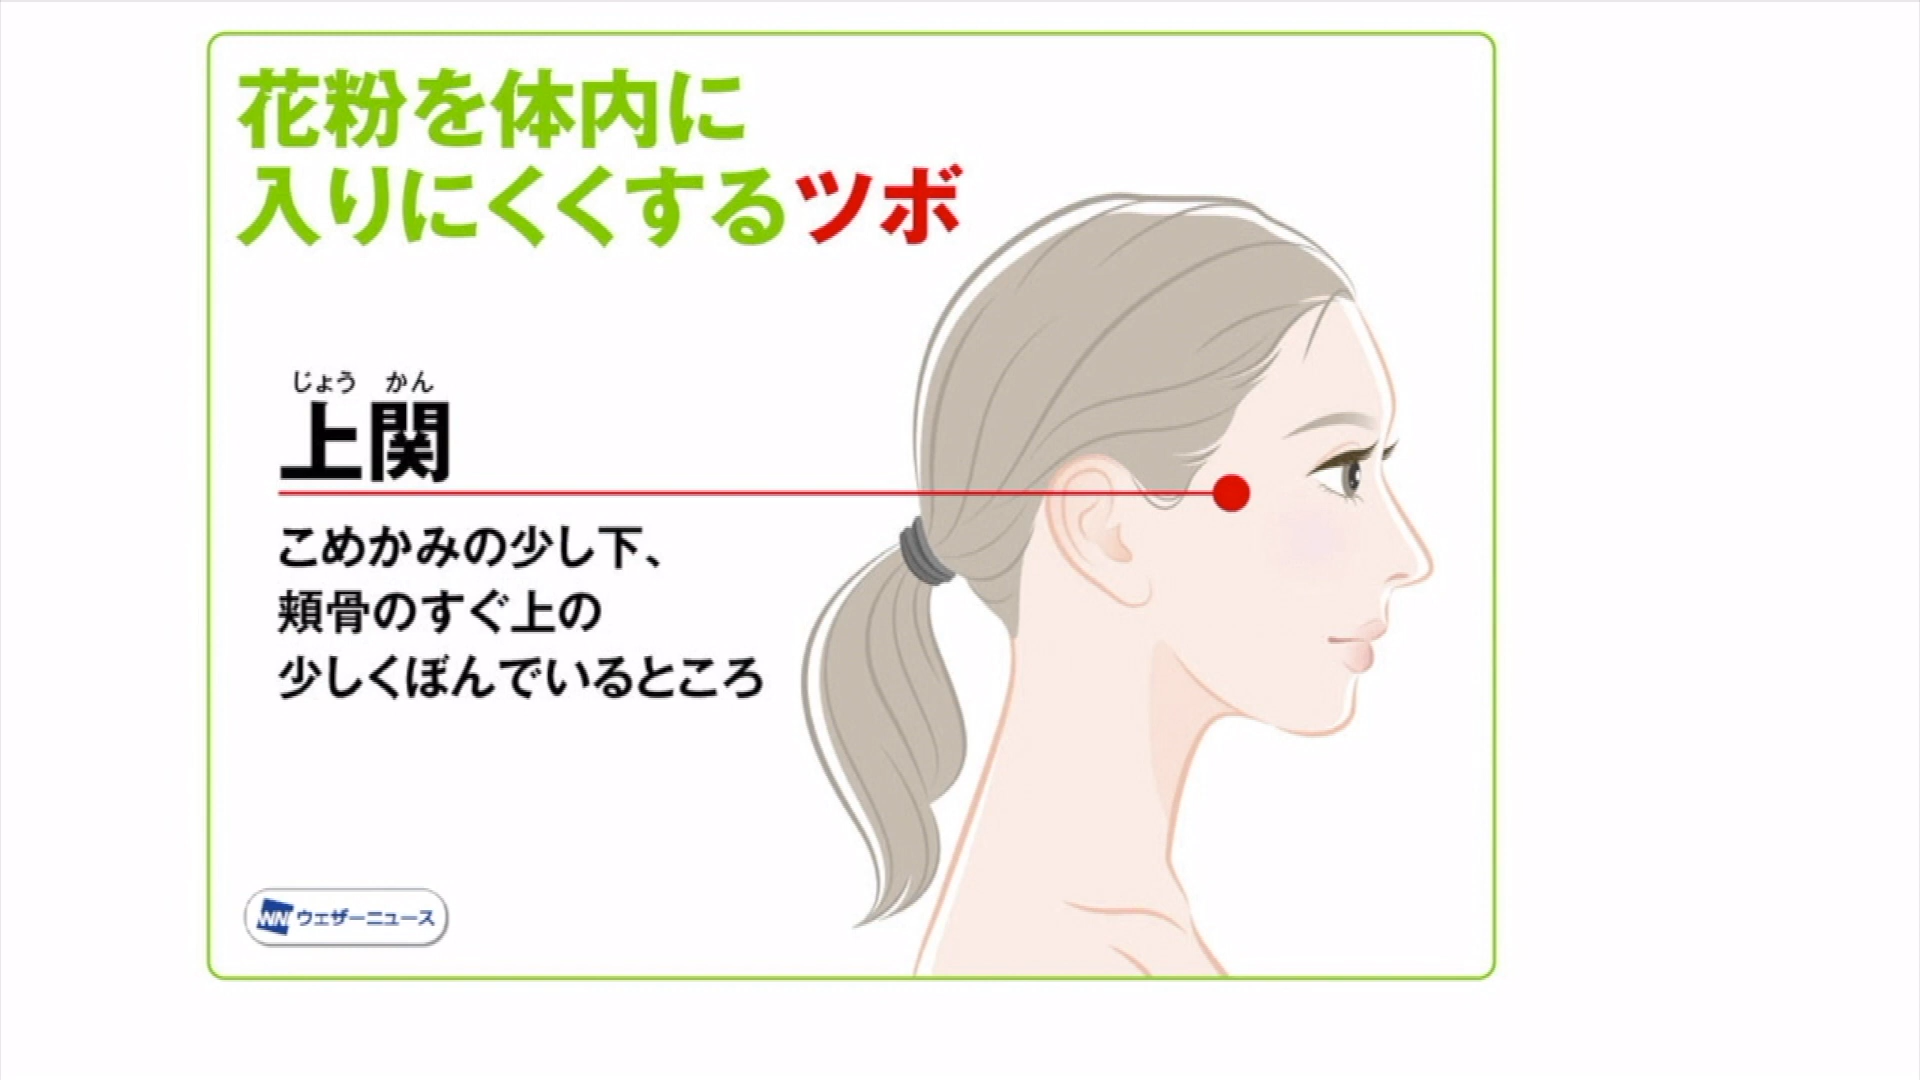 花粉を体内に
入りにくくするツボ
じょう かん
上関
こめかみの少し下、
頬骨のすぐ上の
少しくぼんでいるところ
WNI ウェザーニュース